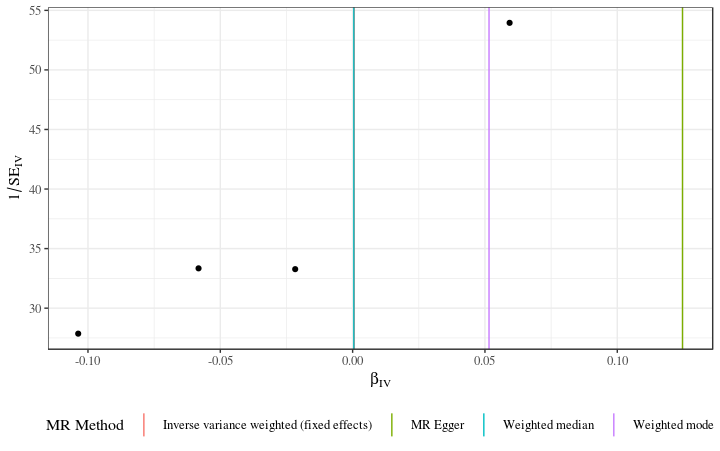 55
50
45
40
35
30
1/SE_IV
-0.10 -0.05 0.00 0.05 0.10
β_IV
MR Method Inverse variance weighted (fixed effects) MR Egger Weighted median Weighted mode